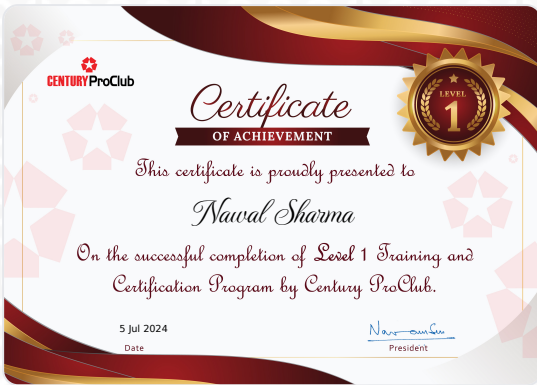 CENTURY ProClub
LEVEL
1
Certificate
OF ACHIEVEMENT
This certificate is proudly presented to
Nawal Sharma
On the successful completion of Level 1 Training and
Certification Program by Century ProClub.
5 Jul 2024
Date
President